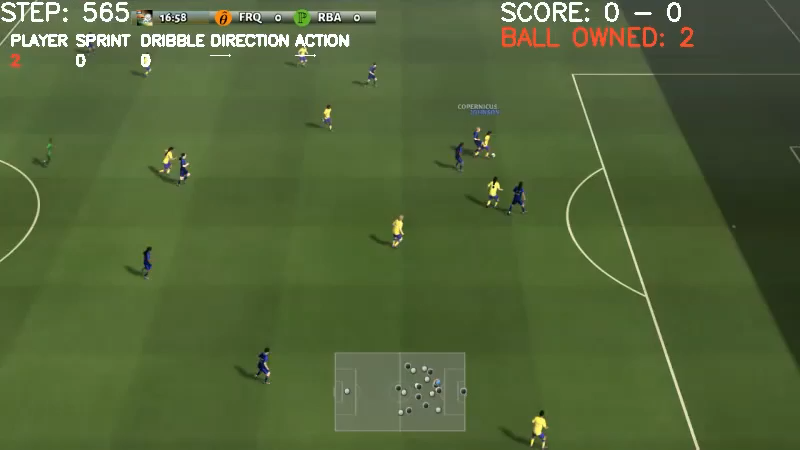 STEP: 565
16:58 FRQ 0 RBA 0
SCORE: 0 - 0
BALL OWNED: 2
PLAYER SPRINT DRIBBLE DIRECTION ACTION
2 0 0
COPERNICUS
JOHNSON